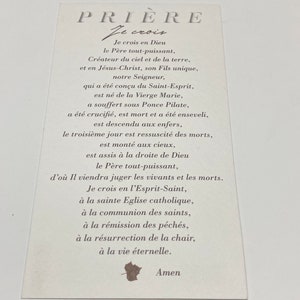 PRIÈRE
Je crois
Je crois en Dieu
le Père tout-puissant,
Créateur du ciel et de la terre,
et en Jésus-Christ, son Fils unique,
notre Seigneur,
qui a été conçu du Saint-Esprit,
est né de la Vierge Marie,
a souffert sous Ponce Pilate,
a été crucifié, est mort et a été enseveli,
est descendu aux enfers,
le troisième jour est ressuscité des morts,
est monté aux cieux,
est assis à la droite de Dieu
le Père tout-puissant,
d'où Il viendra juger les vivants et les morts.
Je crois en l'Esprit-Saint,
à la sainte Eglise catholique,
à la communion des saints,
à la rémission des péchés,
à la résurrection de la chair,
à la vie éternelle.
Amen